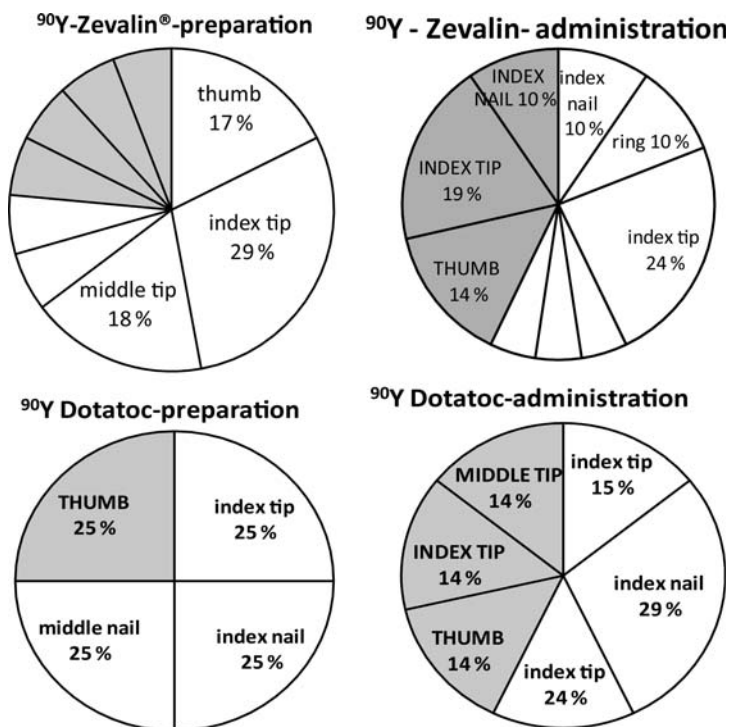 ⁹⁰Y-Zevalin®-preparation
thumb
17 %
index tip
29 %
middle tip
18 %
⁹⁰Y - Zevalin- administration
INDEX
NAIL 10 %
index
nail
10 %
ring 10 %
INDEX TIP
19 %
index tip
24 %
THUMB
14 %
⁹⁰Y Dotatoc-preparation
THUMB
25 %
index tip
25 %
middle nail
25 %
index nail
25 %
⁹⁰Y Dotatoc-administration
MIDDLE TIP
14 %
index tip
15 %
INDEX TIP
14 %
index nail
29 %
THUMB
14 %
index tip
24 %